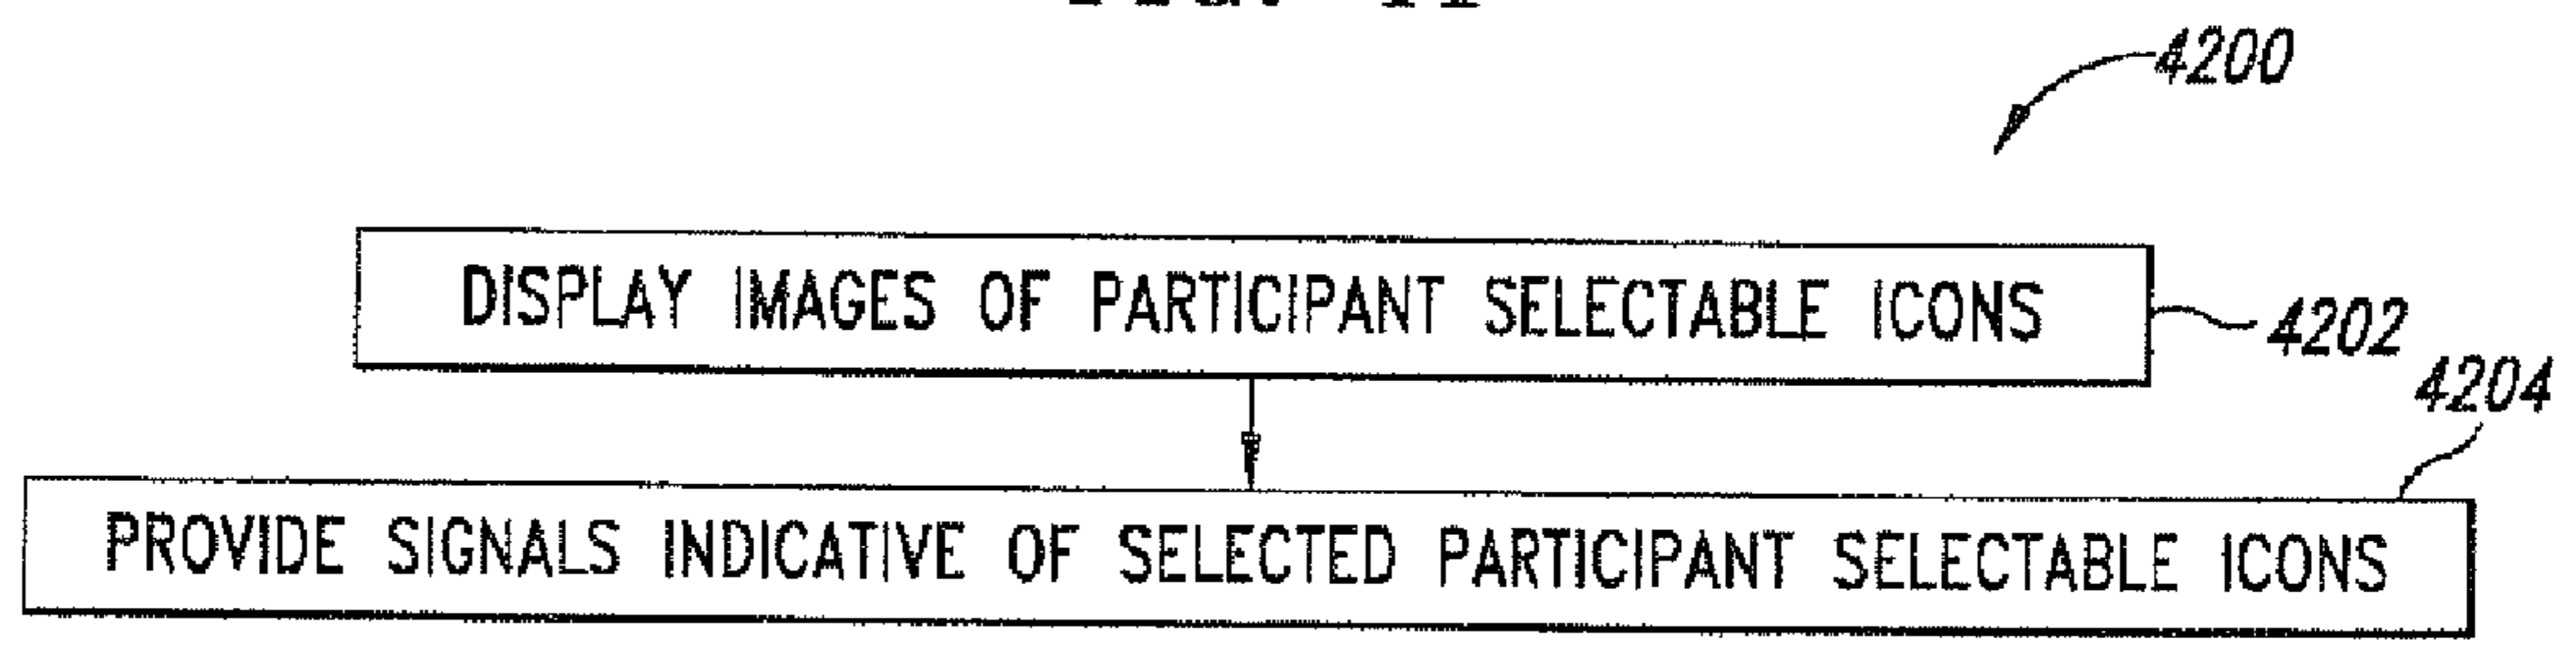 4200
DISPLAY IMAGES OF PARTICIPANT SELECTABLE ICONS
4202
4204
PROVIDE SIGNALS INDICATIVE OF SELECTED PARTICIPANT SELECTABLE ICONS